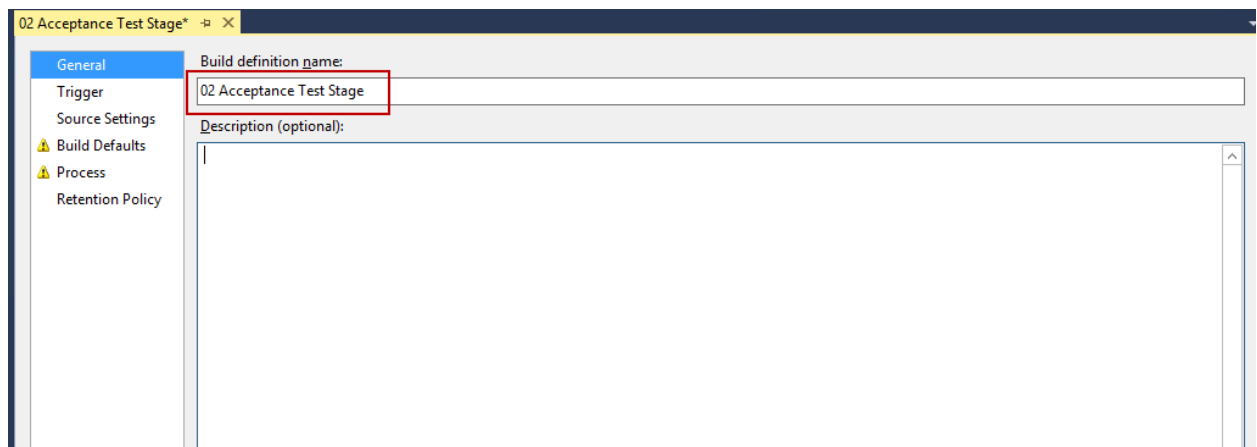 02 Acceptance Test Stage*
General
Trigger
Source Settings
Build Defaults
Process
Retention Policy
Build definition name:
02 Acceptance Test Stage
Description (optional):